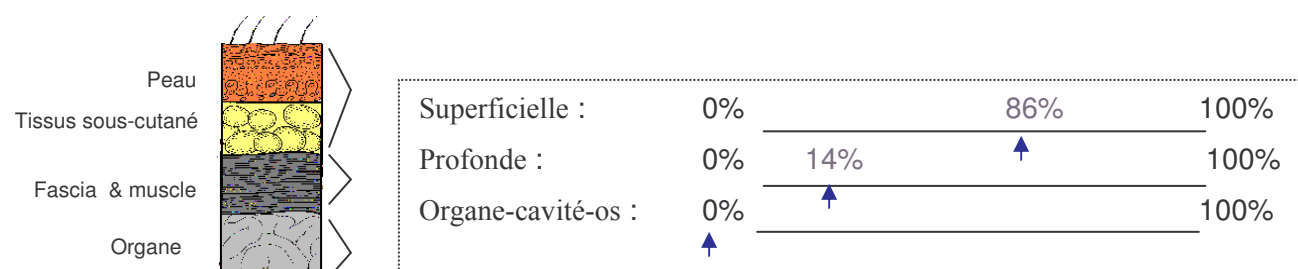 Peau
Tissus sous-cutané
Fascia & muscle
Organe
Superficielle : 0% 86% 100%
Profonde : 0% 14% 100%
Organe-cavité-os : 0% 100%